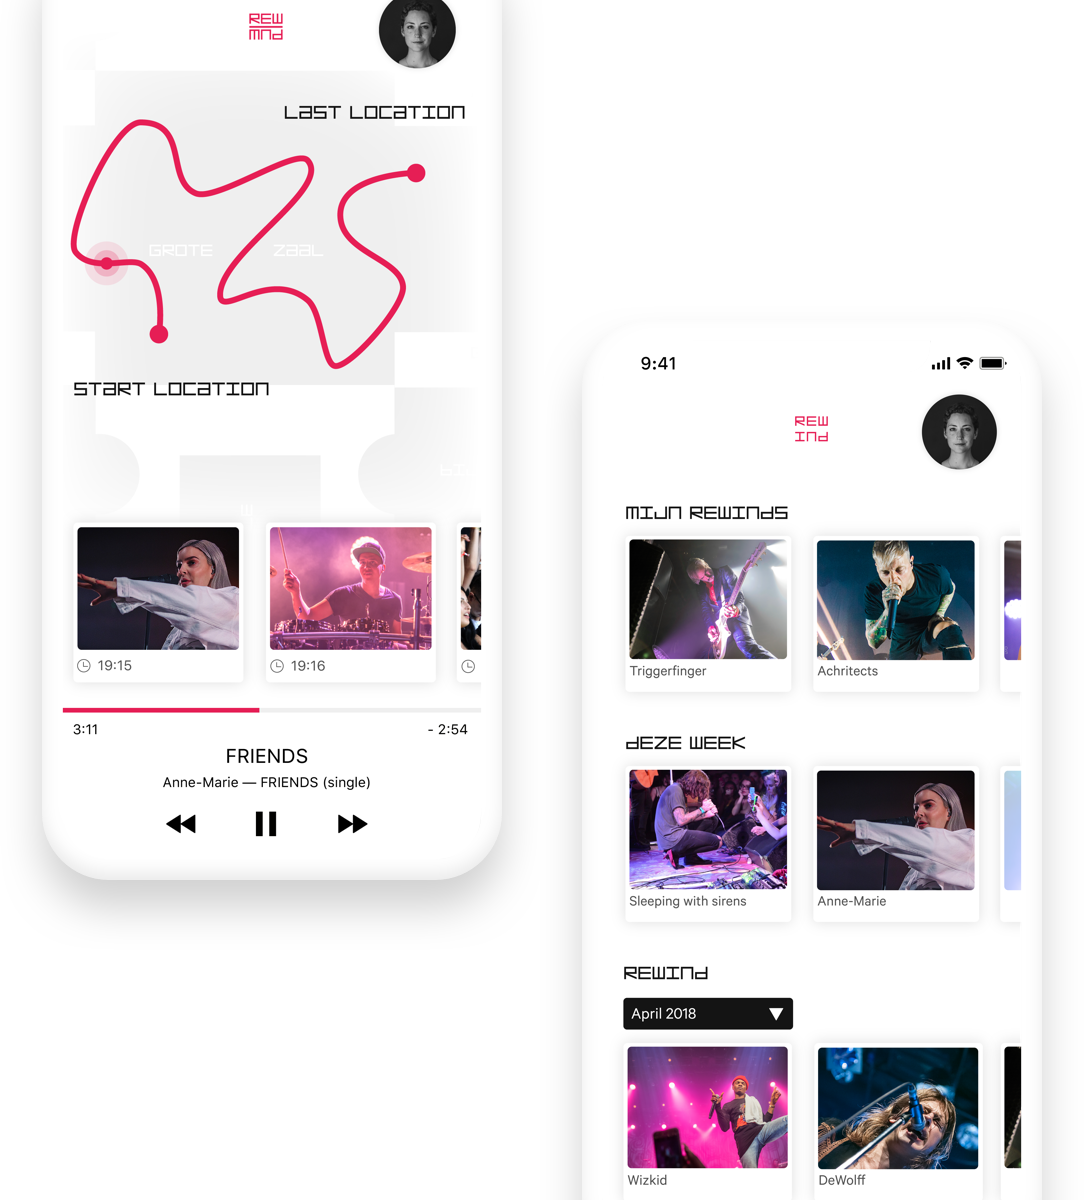 REW
IND
LAST LOCATION
GROTE ZAAL
START LOCATION
19:15
19:16
3:11
- 2:54
FRIENDS
Anne-Marie — FRIENDS (single)
9:41
REW
IND
MIJN REWINDS
Triggerfinger
Achritects
DEZE WEEK
Sleeping with sirens
Anne-Marie
REWIND
April 2018
Wizkid
DeWolff